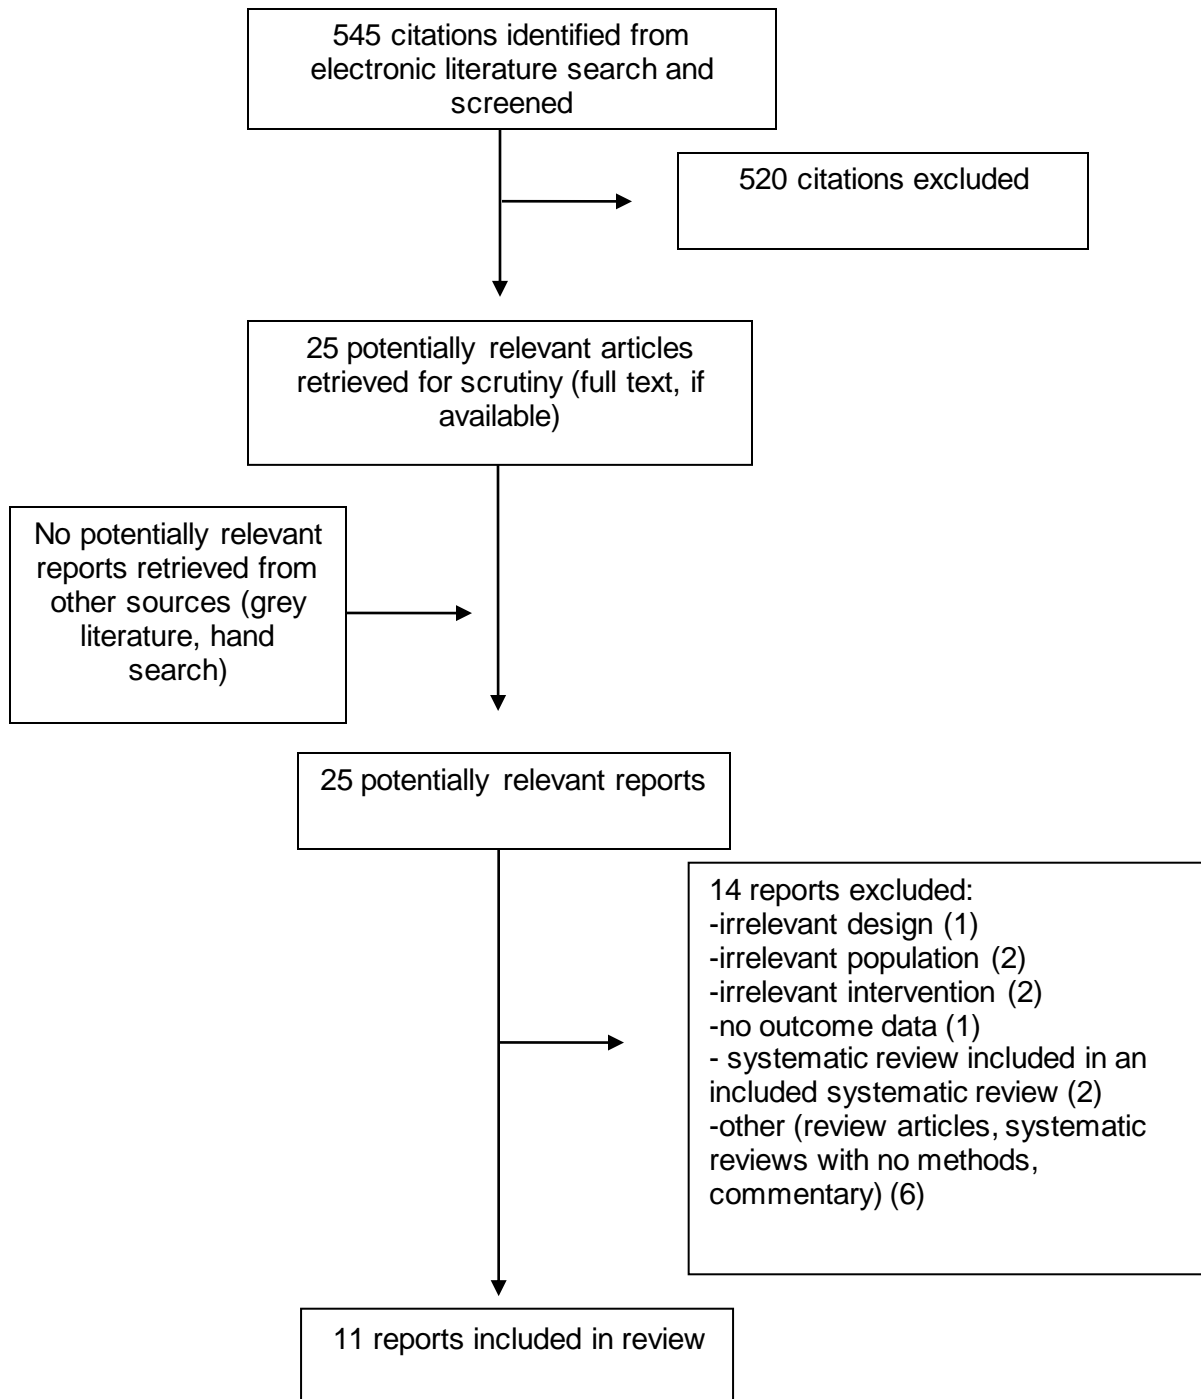 545 citations identified from
electronic literature search and
screened
520 citations excluded
25 potentially relevant articles
retrieved for scrutiny (full text, if
available)
No potentially relevant
reports retrieved from
other sources (grey
literature, hand
search)
25 potentially relevant reports
14 reports excluded:
-irrelevant design (1)
-irrelevant population (2)
-irrelevant intervention (2)
-no outcome data (1)
- systematic review included in an
included systematic review (2)
-other (review articles, systematic
reviews with no methods,
commentary) (6)
11 reports included in review